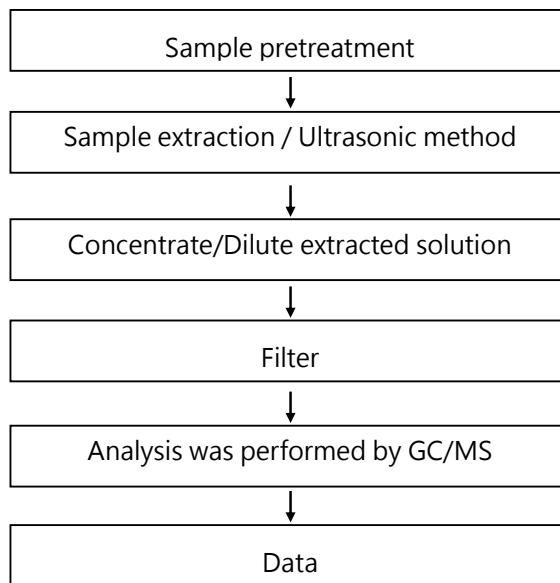 Sample pretreatment
Sample extraction / Ultrasonic method
Concentrate/Dilute extracted solution
Filter
Analysis was performed by GC/MS
Data